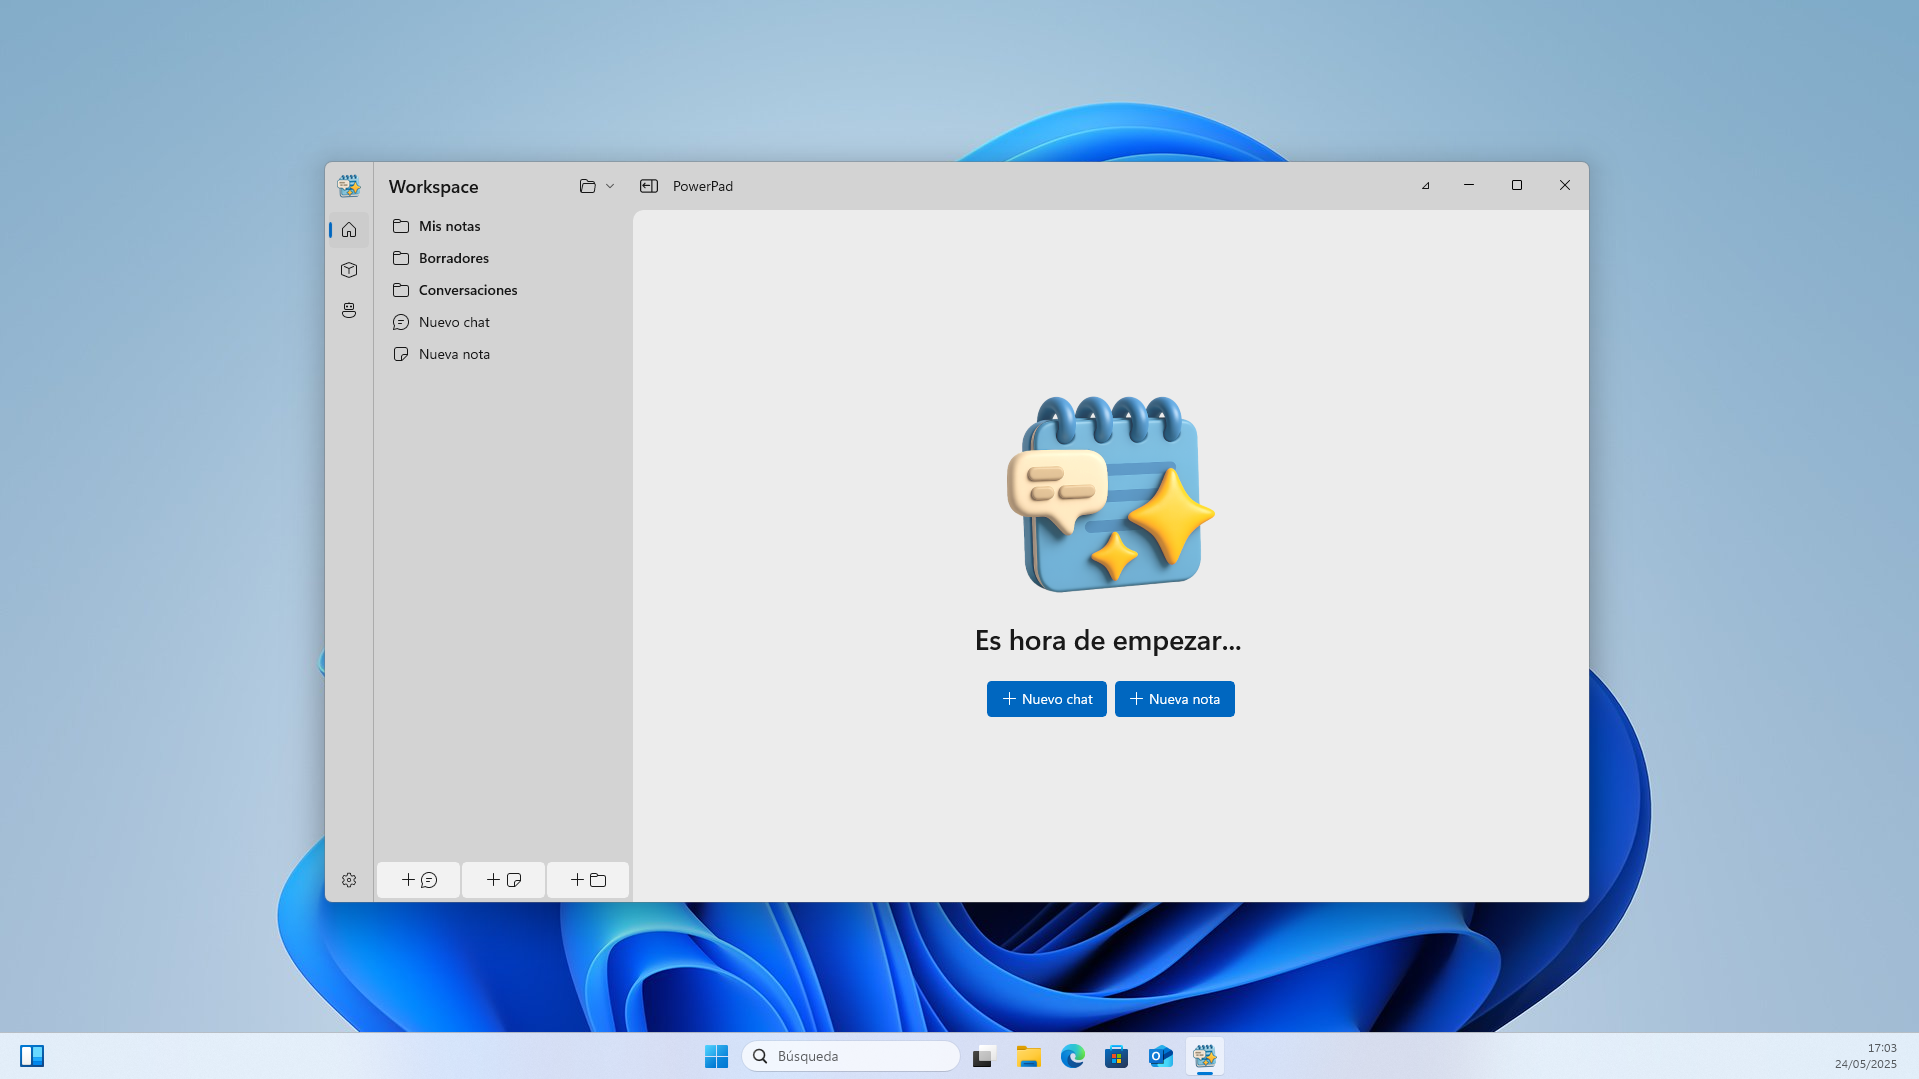 Workspace
PowerPad
Mis notas
Borradores
Conversaciones
Nuevo chat
Nueva nota
Es hora de empezar...
Nuevo chat
Nueva nota
Búsqueda
17:03
24/05/2025